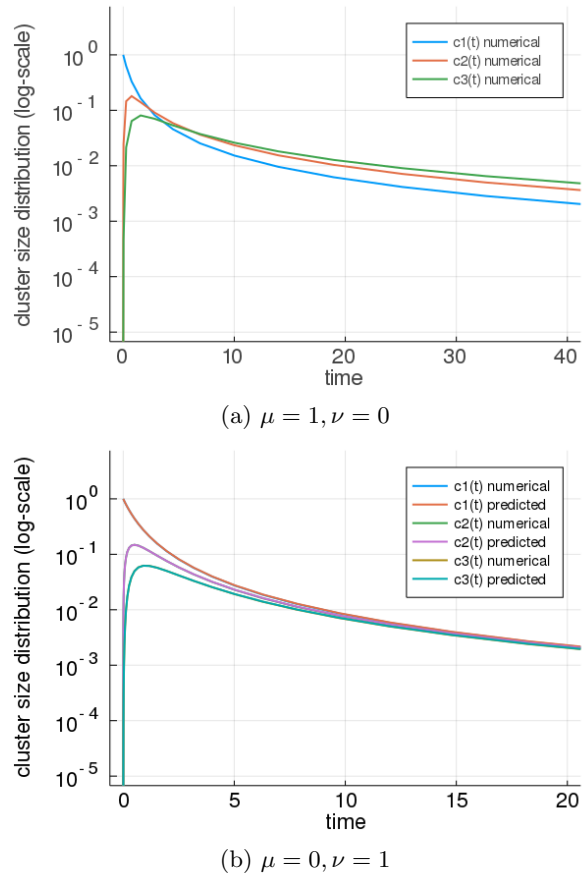 cluster size distribution (log-scale)
10^0
10^-1
10^-2
10^-3
10^-4
10^-5
c1(t) numerical
c2(t) numerical
c3(t) numerical
0 10 20 30 40
time
(a) μ = 1, ν = 0
cluster size distribution (log-scale)
10^0
10^-1
10^-2
10^-3
10^-4
10^-5
c1(t) numerical
c1(t) predicted
c2(t) numerical
c2(t) predicted
c3(t) numerical
c3(t) predicted
0 5 10 15 20
time
(b) μ = 0, ν = 1